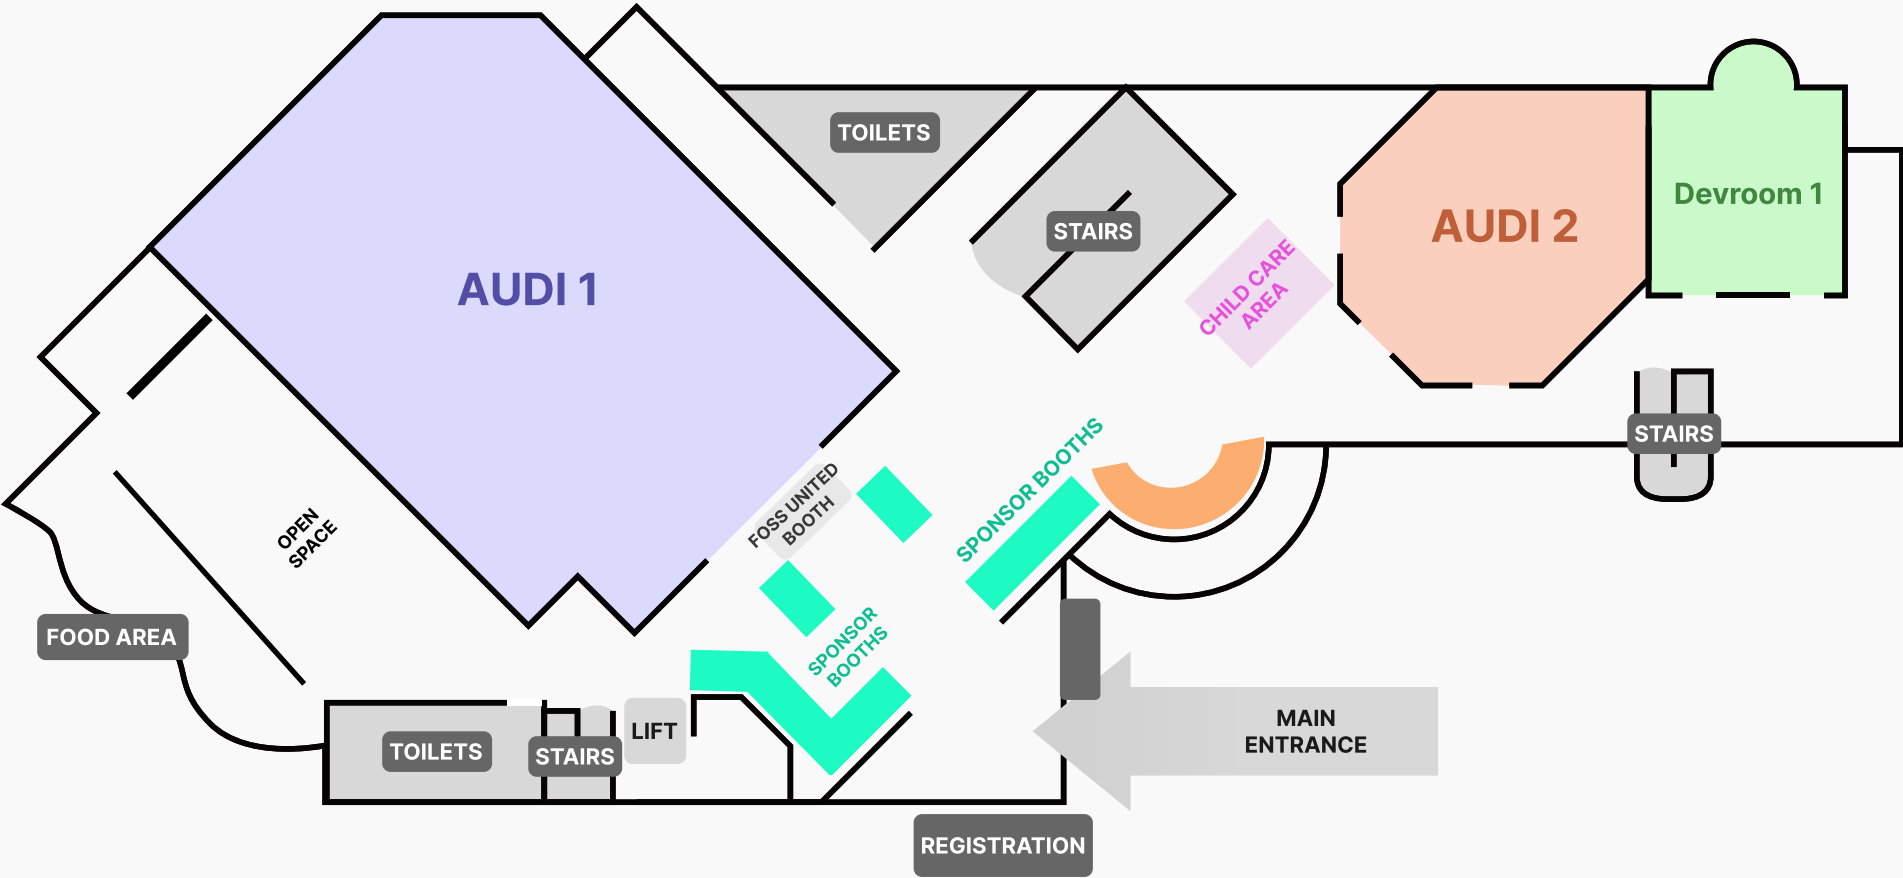 TOILETS
STAIRS
AUDI 1
AUDI 2
Devroom 1
CHILD CARE
AREA
STAIRS
SPONSOR BOOTHS
FOSS UNITED
BOOTH
OPEN
SPACE
FOOD AREA
SPONSOR
BOOTHS
TOILETS
STAIRS
LIFT
MAIN
ENTRANCE
REGISTRATION